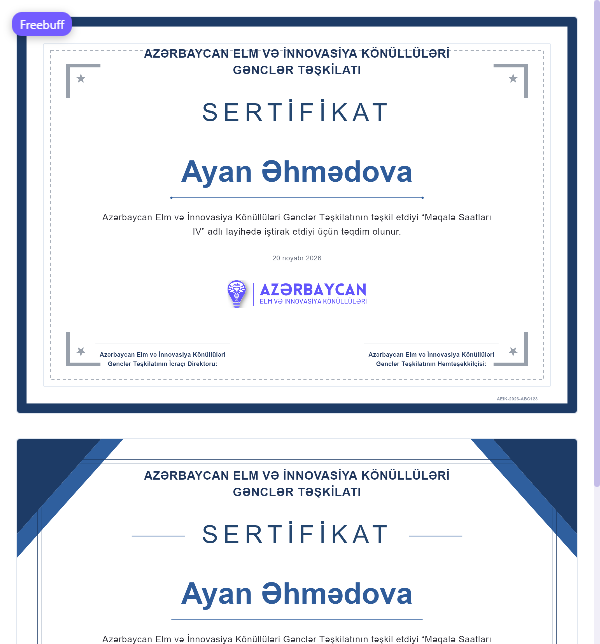 Freebuff
AZƏRBAYCAN ELM VƏ İNNOVASİYA KÖNÜLLÜLƏRİ
GƏNCLƏR TƏŞKİLATI
SERTİFİKAT
Ayan Əhmədova
Azərbaycan Elm və İnnovasiya Könüllüləri Gənclər Təşkilatının təşkil etdiyi “Məqalə Saatları
IV” adlı layihədə iştirak etdiyi üçün təqdim olunur.
20 noyabr 2026
AZƏRBAYCAN
ELM VƏ İNNOVASİYA KÖNÜLLÜLƏRİ
Azərbaycan Elm və İnnovasiya Könüllüləri
Gənclər Təşkilatının İcraçı Direktoru:
Azərbaycan Elm və İnnovasiya Könüllüləri
Gənclər Təşkilatının Həmtəşəkkilçisi:
AZƏRBAYCAN ELM VƏ İNNOVASİYA KÖNÜLLÜLƏRİ
GƏNCLƏR TƏŞKİLATI
SERTİFİKAT
Ayan Əhmədova
Azərbaycan Elm və İnnovasiya Könüllüləri Gənclər Təşkilatının təşkil etdiyi “Məqalə Saatları